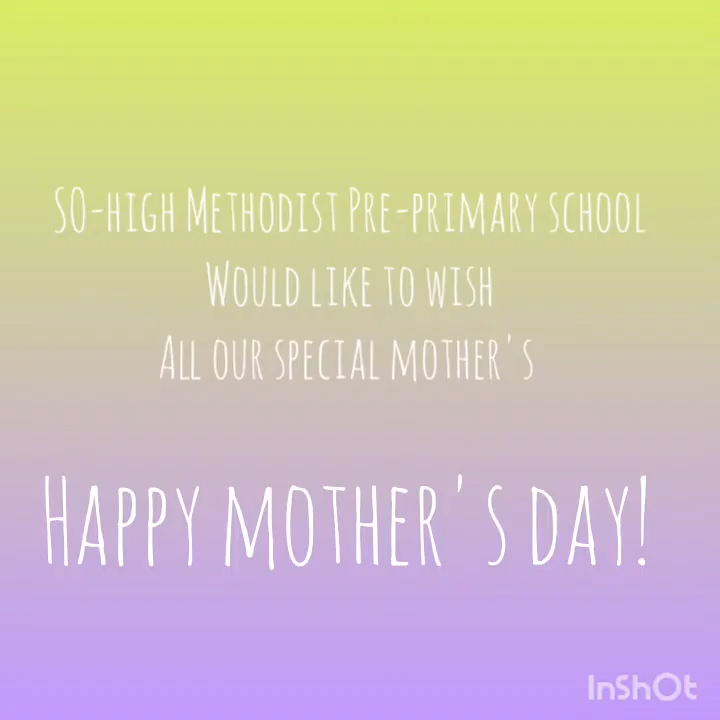 SO-high Methodist Pre-primary school
Would like to wish
All our special mother's
Happy mother's day!
InShOt